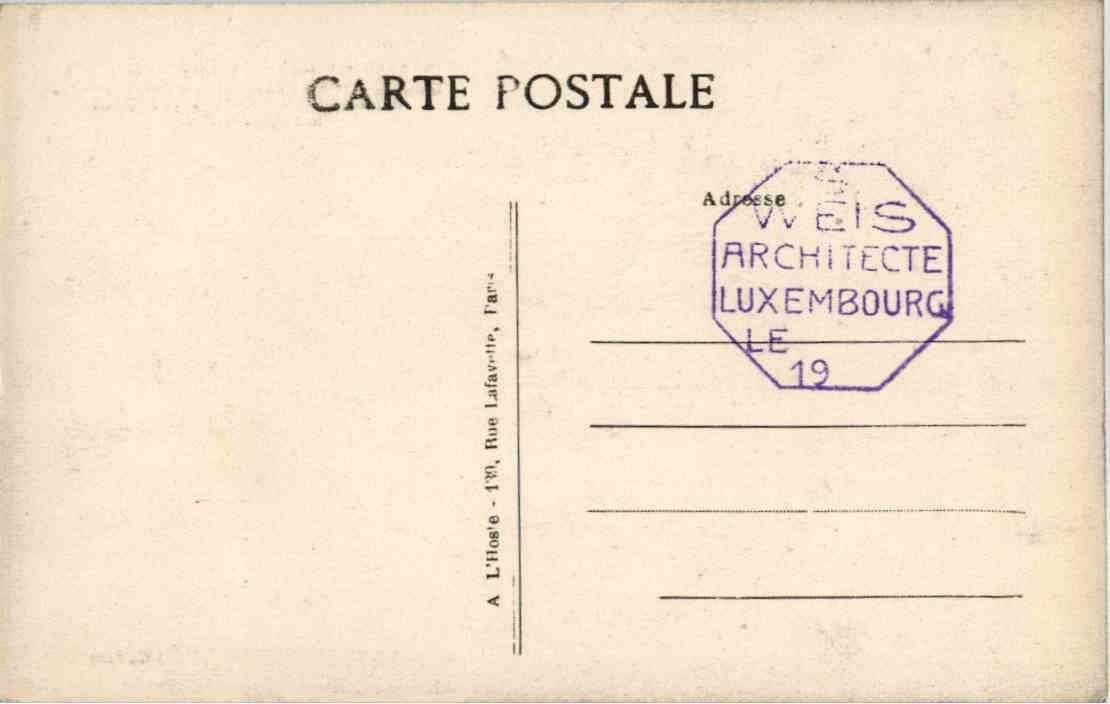 CARTE POSTALE
Adresse
WEIS
ARCHITECTE
LUXEMBOURG
LE
19
A L'Hoste - 139, Rue Lafayette, Paris